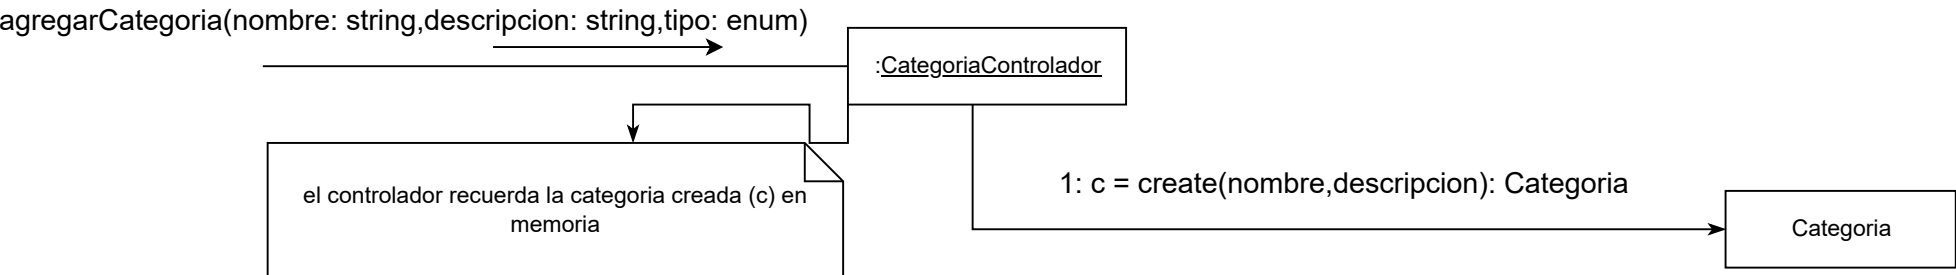 agregarCategoria(nombre: string,descripcion: string,tipo: enum)
:CategoriaControlador
1: c = create(nombre,descripcion): Categoria
el controlador recuerda la categoria creada (c) en
memoria
Categoria